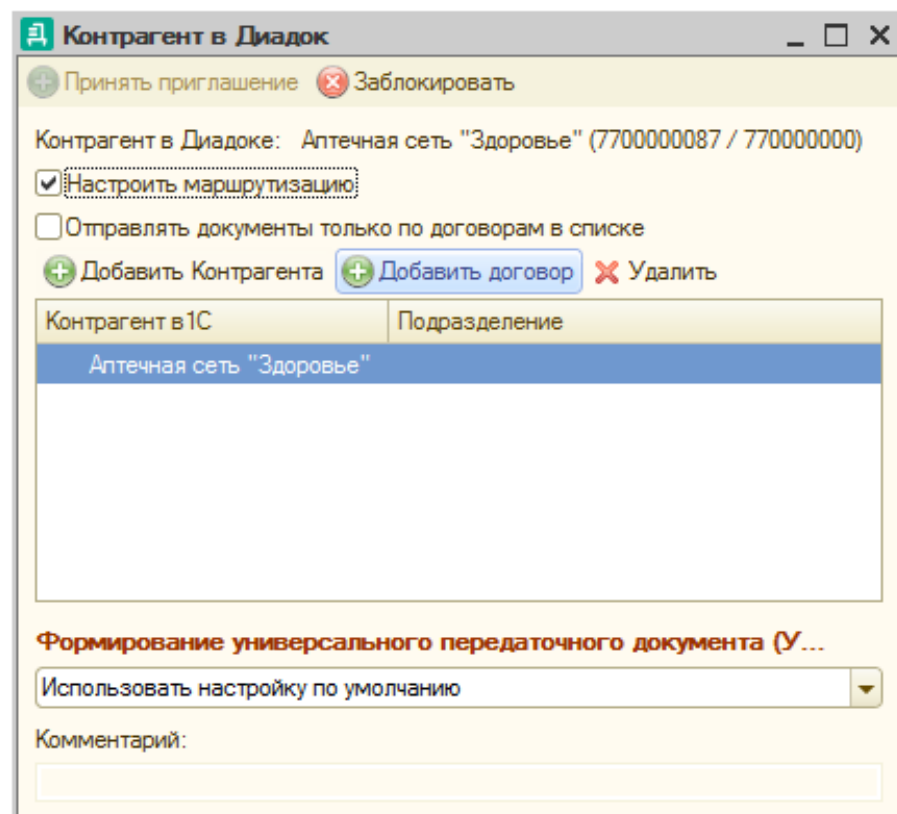 Контрагент в Диадок
Принять приглашение Заблокировать
Контрагент в Диадоке: Аптечная сеть "Здоровье" (7700000087 / 770000000)
Настроить маршрутизацию
Отправлять документы только по договорам в списке
Добавить Контрагента Добавить договор Удалить
Контрагент в 1С Подразделение
Аптечная сеть "Здоровье"
Формирование универсального передаточного документа (У...
Использовать настройку по умолчанию
Комментарий: